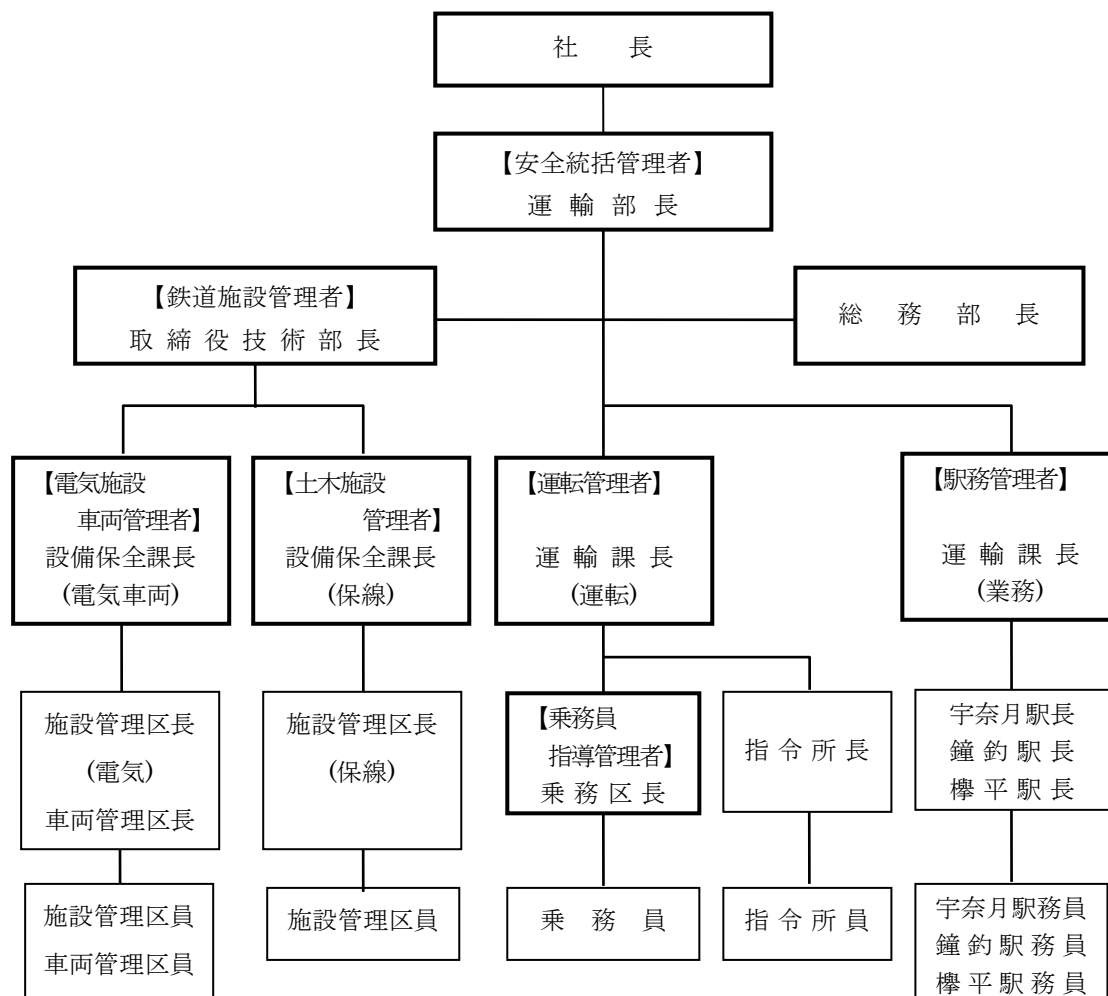 社長
【安全統括管理者】
運輸部長
【鉄道施設管理者】
取締役技術部長
総務部長
【電気施設
車両管理者】
設備保全課長
(電気車両)
【土木施設
管理者】
設備保全課長
(保線)
【運転管理者】
運輸課長
(運転)
【駅務管理者】
運輸課長
(業務)
施設管理区長
(電気)
車両管理区長
施設管理区長
(保線)
【乗務員
指導管理者】
乗務区長
指令所長
宇奈月駅長
鐘釣駅長
欅平駅長
施設管理区員
車両管理区員
施設管理区員
乗務員
指令所員
宇奈月駅務員
鐘釣駅務員
欅平駅務員